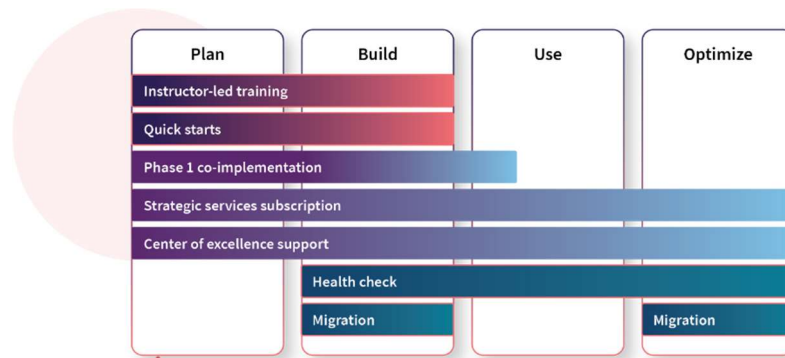 Plan Build Use Optimize
Instructor-led training
Quick starts
Phase 1 co-implementation
Strategic services subscription
Center of excellence support
Health check
Migration Migration